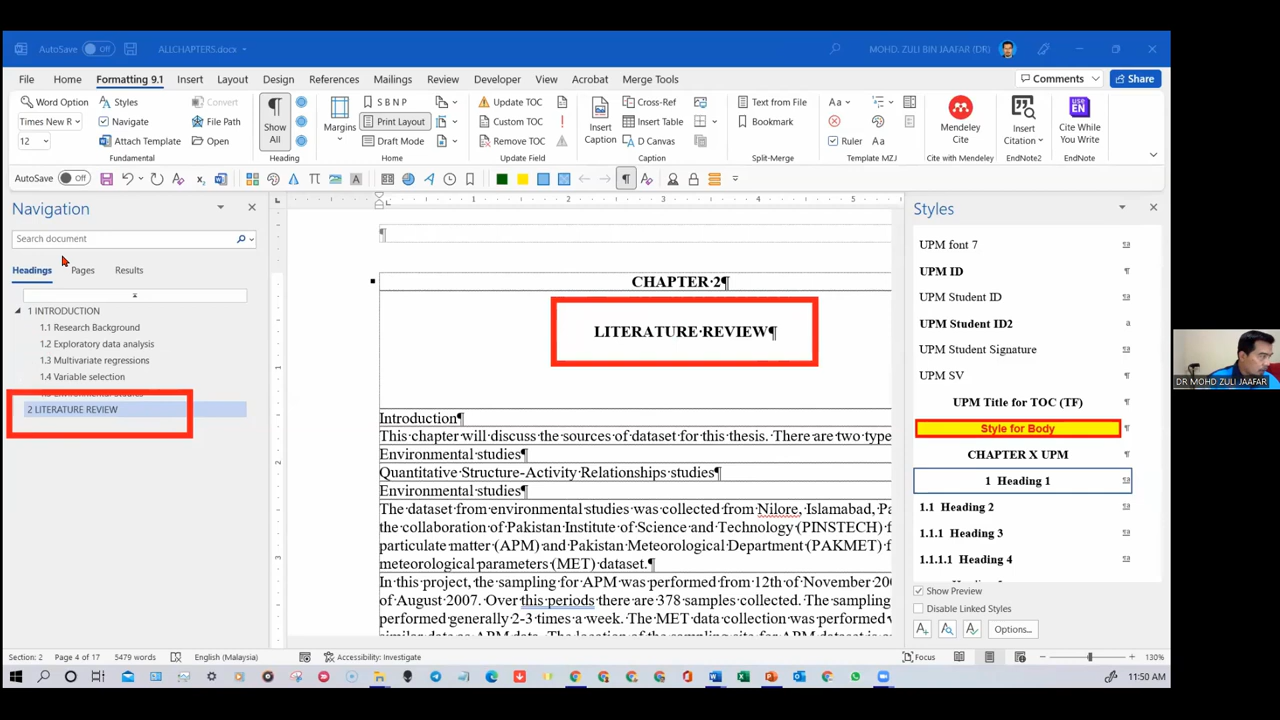 AutoSave Off ALLCHAPTERS.docx MOHD. ZULI BIN JAAFAR (DR)
File Home Formatting 9.1 Insert Layout Design References Mailings Review Developer View Acrobat Merge Tools Comments Share
Word Option Styles Convert S B N P Update TOC Cross-Ref Text from File Aa
Times New R Navigate File Path Print Layout Custom TOC Insert Table Bookmark
12 Attach Template Open Draft Mode Remove TOC D Canvas Ruler Aa
Show All Margins Insert Caption Mendeley Cite Insert Citation Cite While You Write
Fundamental Heading Home Update Field Caption Split-Merge Template MZJ Cite with Mendeley EndNote2 EndNote
AutoSave Off
Navigation
Search document
Headings Pages Results
1 INTRODUCTION
1.1 Research Background
1.2 Exploratory data analysis
1.3 Multivariate regressions
1.4 Variable selection
2 LITERATURE REVIEW
1 2 3 4 5
¶
CHAPTER·2¶
LITERATURE·REVIEW¶
Introduction¶
This·chapter·will·discuss·the·sources·of·dataset·for·this·thesis.·There·are·two·type
Environmental·studies¶
Quantitative·Structure-Activity·Relationships·studies¶
Environmental·studies¶
The·dataset·from·environmental·studies·was·collected·from·Nilore,·Islamabad,·Pa
the·collaboration·of·Pakistan·Institute·of·Science·and·Technology·(PINSTECH)·f
particulate·matter·(APM)·and·Pakistan·Meteorological·Department·(PAKMET)·f
meteorological·parameters·(MET)·dataset.¶
In·this·project,·the·sampling·for·APM·was·performed·from·12th·of·November·200
of·August·2007.·Over·this·periods·there·are·378·samples·collected.·The·sampling
performed·generally·2-3·times·a·week.·The·MET·data·collection·was·performed·
Styles
UPM font 7
UPM ID
UPM Student ID
UPM Student ID2 a
UPM Student Signature
UPM SV
UPM Title for TOC (TF)
Style for Body
CHAPTER X UPM
1 Heading 1
1.1 Heading 2
1.1.1 Heading 3
1.1.1.1 Heading 4
Show Preview
Disable Linked Styles
Options...
DR MOHD ZULI JAAFAR
Section: 2 Page 4 of 17 5479 words English (Malaysia) Accessibility: Investigate Focus 130%
11:50 AM